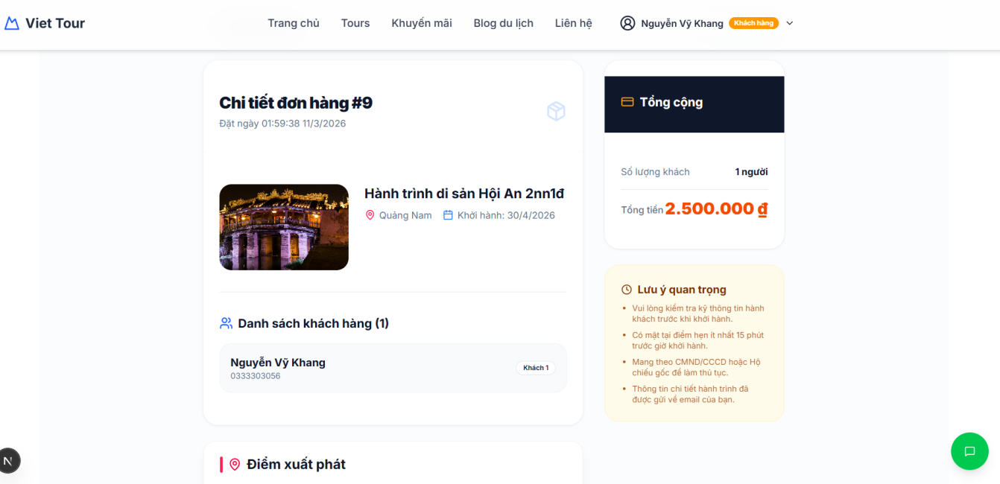 Viet Tour
Trang chủ
Tours
Khuyến mãi
Blog du lịch
Liên hệ
Nguyễn Vỹ Khang
Khách hàng
Chi tiết đơn hàng #9
Đặt ngày 01:59:38 11/3/2026
Hành trình di sản Hội An 2nn1đ
Quảng Nam
Khởi hành: 30/4/2026
Danh sách khách hàng (1)
Nguyễn Vỹ Khang
0333303056
Khách 1
Điểm xuất phát
Tổng cộng
Số lượng khách
1 người
Tổng tiền
2.500.000 ₫
Lưu ý quan trọng
• Vui lòng kiểm tra kỹ thông tin hành
khách trước khi khởi hành.
• Có mặt tại điểm hẹn ít nhất 15 phút
trước giờ khởi hành.
• Mang theo CMND/CCCD hoặc Hộ
chiếu gốc để làm thủ tục.
• Thông tin chi tiết hành trình đã
được gửi về email của bạn.
N